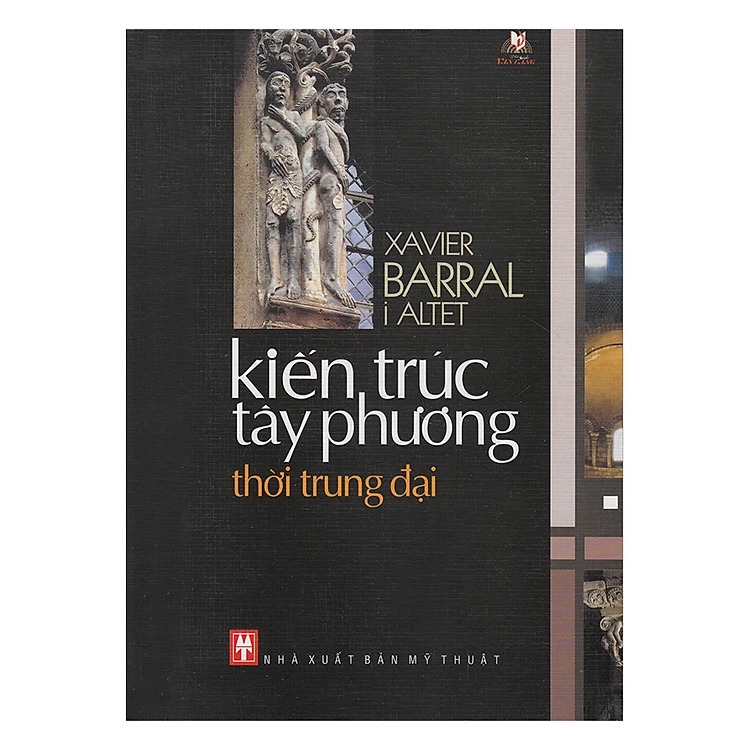 XAVIER
BARRAL
i ALTET
kiến trúc
tây phương
thời trung đại
NHÀ XUẤT BẢN MỸ THUẬT